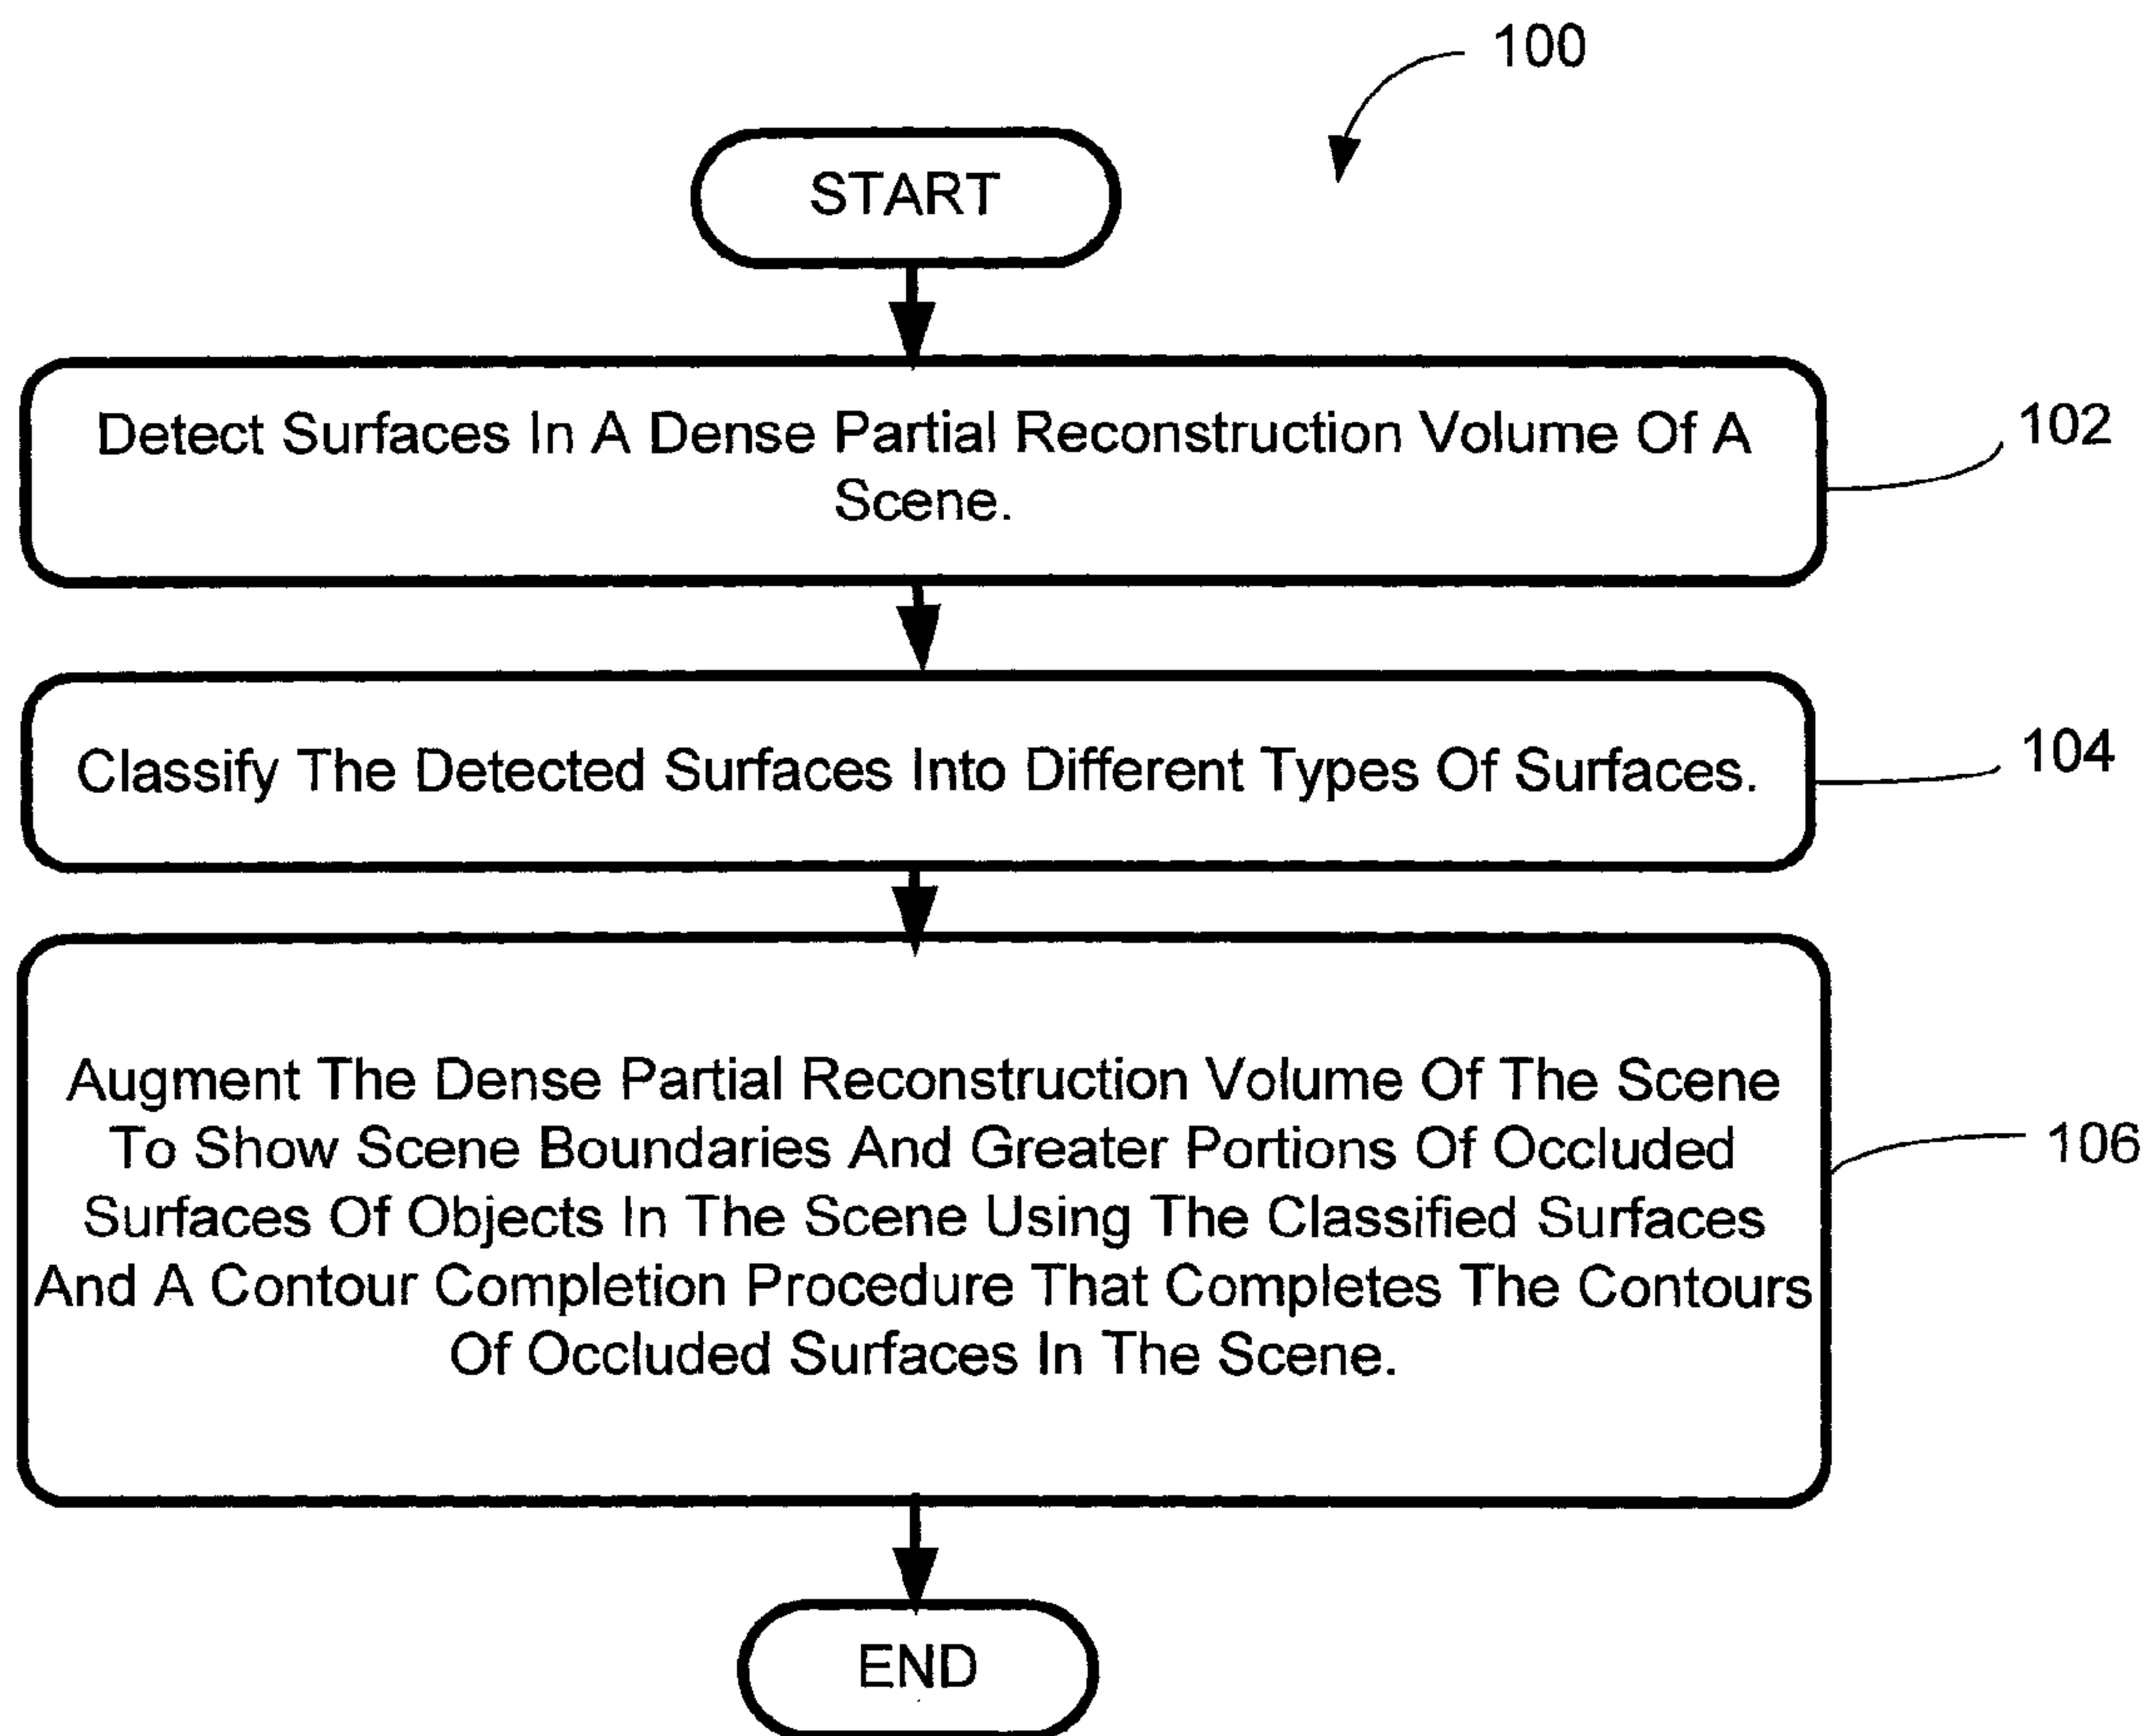 100
START
Detect Surfaces In A Dense Partial Reconstruction Volume Of A
Scene.
102
Classify The Detected Surfaces Into Different Types Of Surfaces.
104
Augment The Dense Partial Reconstruction Volume Of The Scene
To Show Scene Boundaries And Greater Portions Of Occluded
Surfaces Of Objects In The Scene Using The Classified Surfaces
And A Contour Completion Procedure That Completes The Contours
Of Occluded Surfaces In The Scene.
106
END